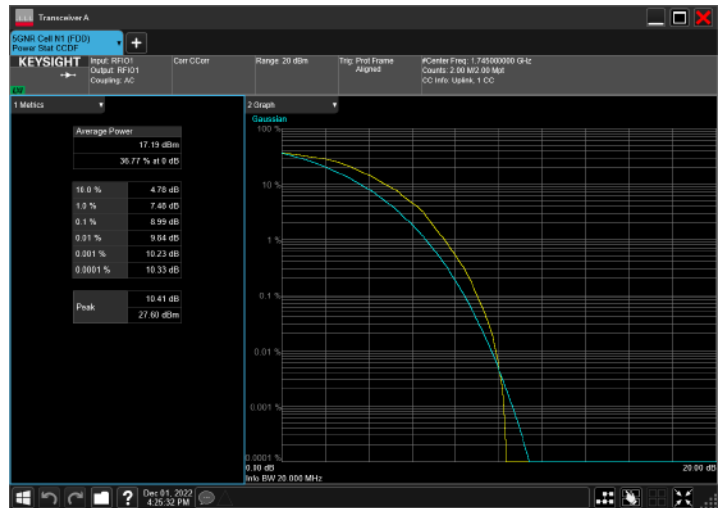 Transceiver A
5GNR Cell N1 (FDD)
Power Stat CCDF
KEYSIGHT
Input: RFIO1
Output: RFIO1
Coupling: AC
Corr CCorr
Range: 20 dBm
Trig: Prot Frame
Aligned
#Center Freq: 1.745000000 GHz
Counts: 2.00 M/2.00 Mpt
CC Info: Uplink, 1 CC
1 Metrics
Average Power
17.19 dBm
36.77 % at 0 dB
10.0 % 4.78 dB
1.0 % 7.48 dB
0.1 % 8.99 dB
0.01 % 9.84 dB
0.001 % 10.23 dB
0.0001 % 10.33 dB
Peak
10.41 dB
27.60 dBm
2 Graph
Gaussian
100 %
10 %
1 %
0.1 %
0.01 %
0.001 %
0.0001 %
0.00 dB
20.00 dB
Info BW 20.000 MHz
?
Dec 01, 2022
4:25:32 PM